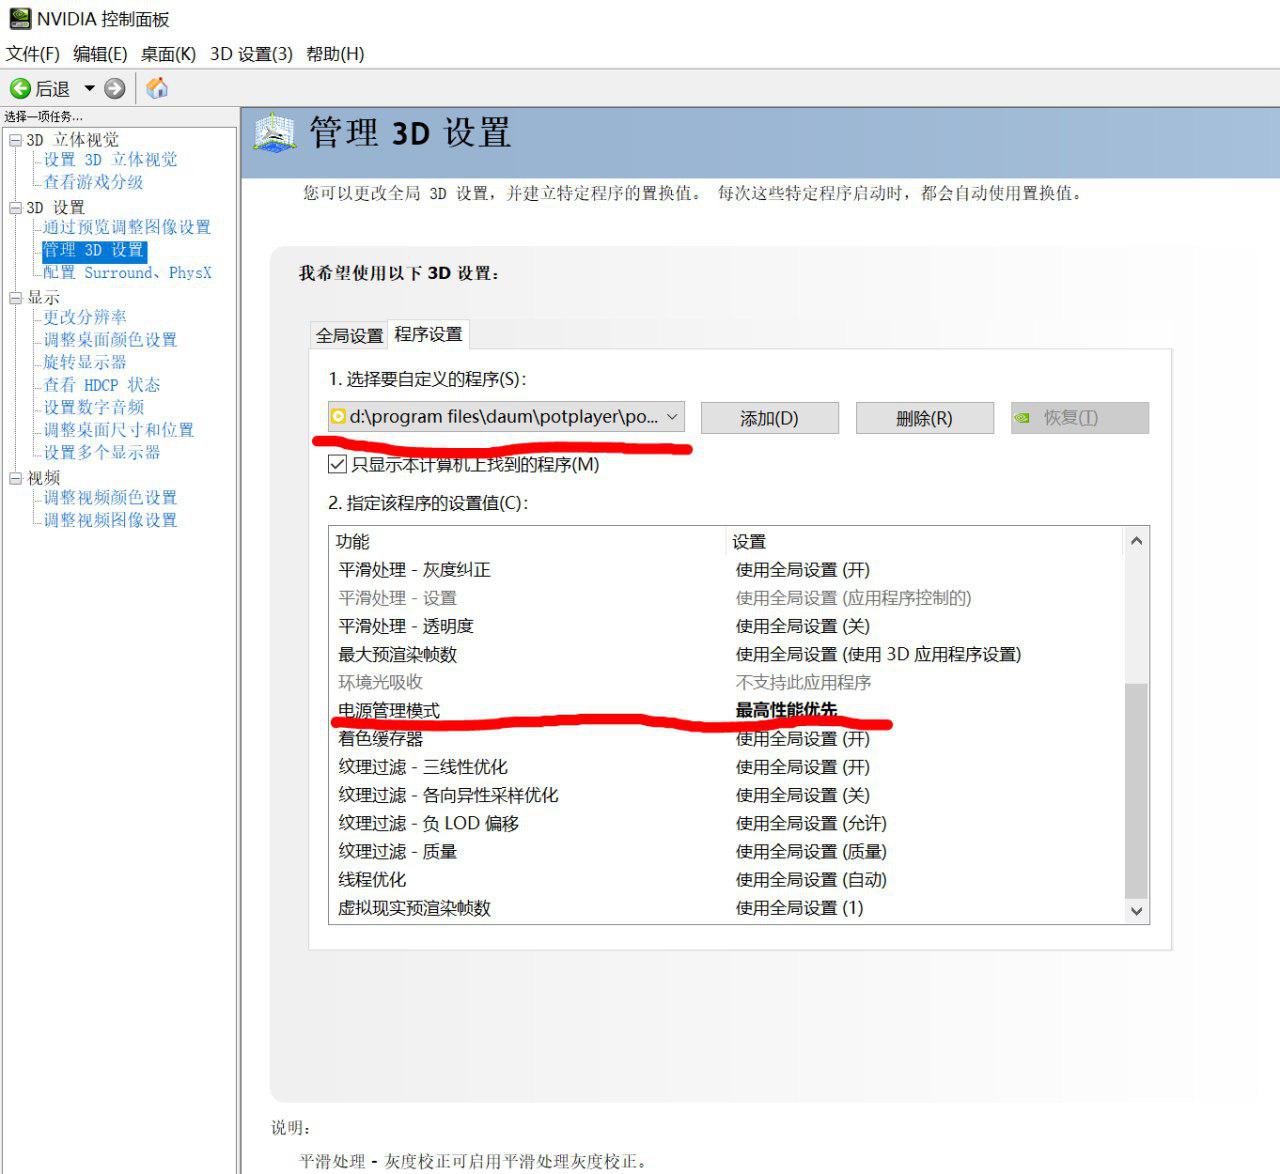 NVIDIA 控制面板
文件(F) 编辑(E) 桌面(K) 3D 设置(3) 帮助(H)
后退
选择一项任务...
3D 立体视觉
设置 3D 立体视觉
查看游戏分级
3D 设置
通过预览调整图像设置
管理 3D 设置
配置 Surround、PhysX
显示
更改分辨率
调整桌面颜色设置
旋转显示器
查看 HDCP 状态
设置数字音频
调整桌面尺寸和位置
设置多个显示器
视频
调整视频颜色设置
调整视频图像设置
管理 3D 设置
您可以更改全局 3D 设置，并建立特定程序的置换值。 每次这些特定程序启动时，都会自动使用置换值。
我希望使用以下 3D 设置:
全局设置 程序设置
1. 选择要自定义的程序(S):
d:\program files\daum\potplayer\po... 添加(D) 删除(R) 恢复(T)
只显示本计算机上找到的程序(M)
2. 指定该程序的设置值(C):
功能 设置
平滑处理 - 灰度纠正 使用全局设置 (开)
平滑处理 - 设置 使用全局设置 (应用程序控制的)
平滑处理 - 透明度 使用全局设置 (关)
最大预渲染帧数 使用全局设置 (使用 3D 应用程序设置)
环境光吸收 不支持此应用程序
电源管理模式 最高性能优先
着色缓存器 使用全局设置 (开)
纹理过滤 - 三线性优化 使用全局设置 (开)
纹理过滤 - 各向异性采样优化 使用全局设置 (关)
纹理过滤 - 负 LOD 偏移 使用全局设置 (允许)
纹理过滤 - 质量 使用全局设置 (质量)
线程优化 使用全局设置 (自动)
虚拟现实预渲染帧数 使用全局设置 (1)
说明:
平滑处理 - 灰度校正可启用平滑处理灰度校正。